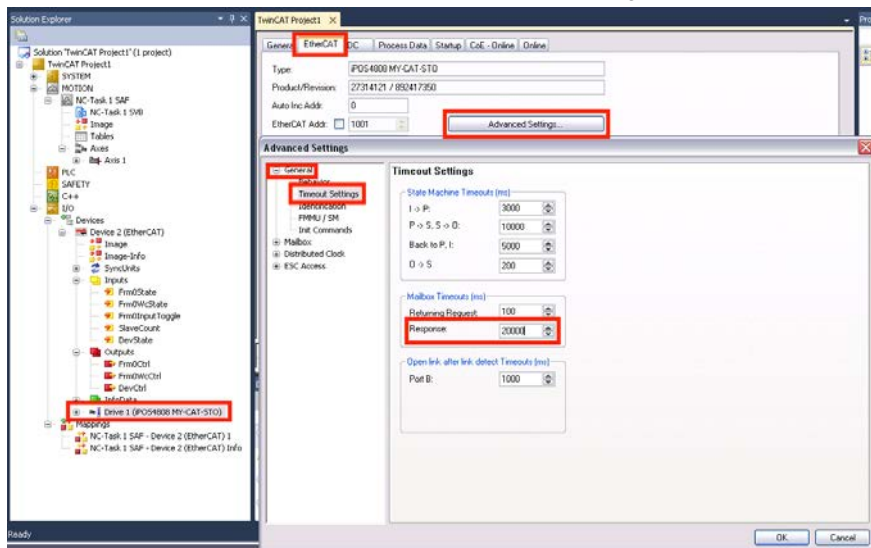 Solution Explorer
Solution "TwinCAT Project1" (1 project)
TwinCAT Project1
SYSTEM
MOTION
NC-Task 1 SAF
NC-Task 1 SVB
Image
Tables
Axes
Axis 1
PLC
SAFETY
C++
I/O
Devices
Device 2 (EtherCAT)
Image
Image-Info
SyncUnits
Inputs
Frm0State
Frm0WcState
Frm0InputToggle
SlaveCount
DevState
Outputs
Frm0Ctrl
Frm0WcCtrl
DevCtrl
InfoData
Drive 1 (iPOS4808 MY-CAT-STO)
Mappings
NC-Task 1 SAF - Device 2 (EtherCAT) 1
NC-Task 1 SAF - Device 2 (EtherCAT) Info
Ready
TwinCAT Project1
General EtherCAT DC Process Data Startup CoE - Online Online
Type: iPOS4808 MY-CAT-STO
Product/Revision: 27314121 / 892417350
Auto Inc Addr: 0
EtherCAT Addr: 1001 Advanced Settings...
Advanced Settings
General
Behavior
Timeout Settings
Identification
FMMU / SM
Init Commands
Mailbox
Distributed Clock
ESC Access
Timeout Settings
State Machine Timeouts (ms)
I -> P: 3000
P -> S, S -> O: 10000
Back to P, I: 5000
O -> S 200
Mailbox Timeouts (ms)
Returning Request: 100
Response: 20000
Open link after link detect Timeouts (ms)
Port B: 1000
OK Cancel
Pro